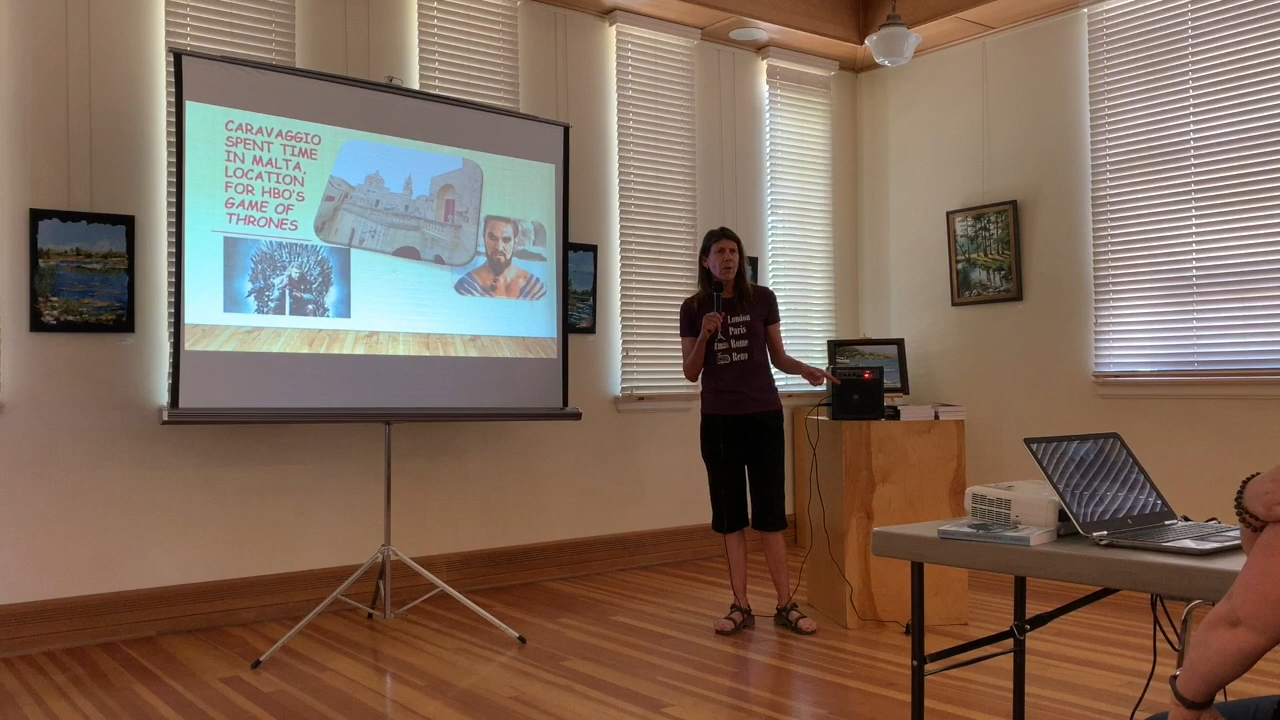 CARAVAGGIO
SPENT TIME
IN MALTA,
LOCATION
FOR HBO'S
GAME OF
THRONES
London
Paris
Rome
Reno